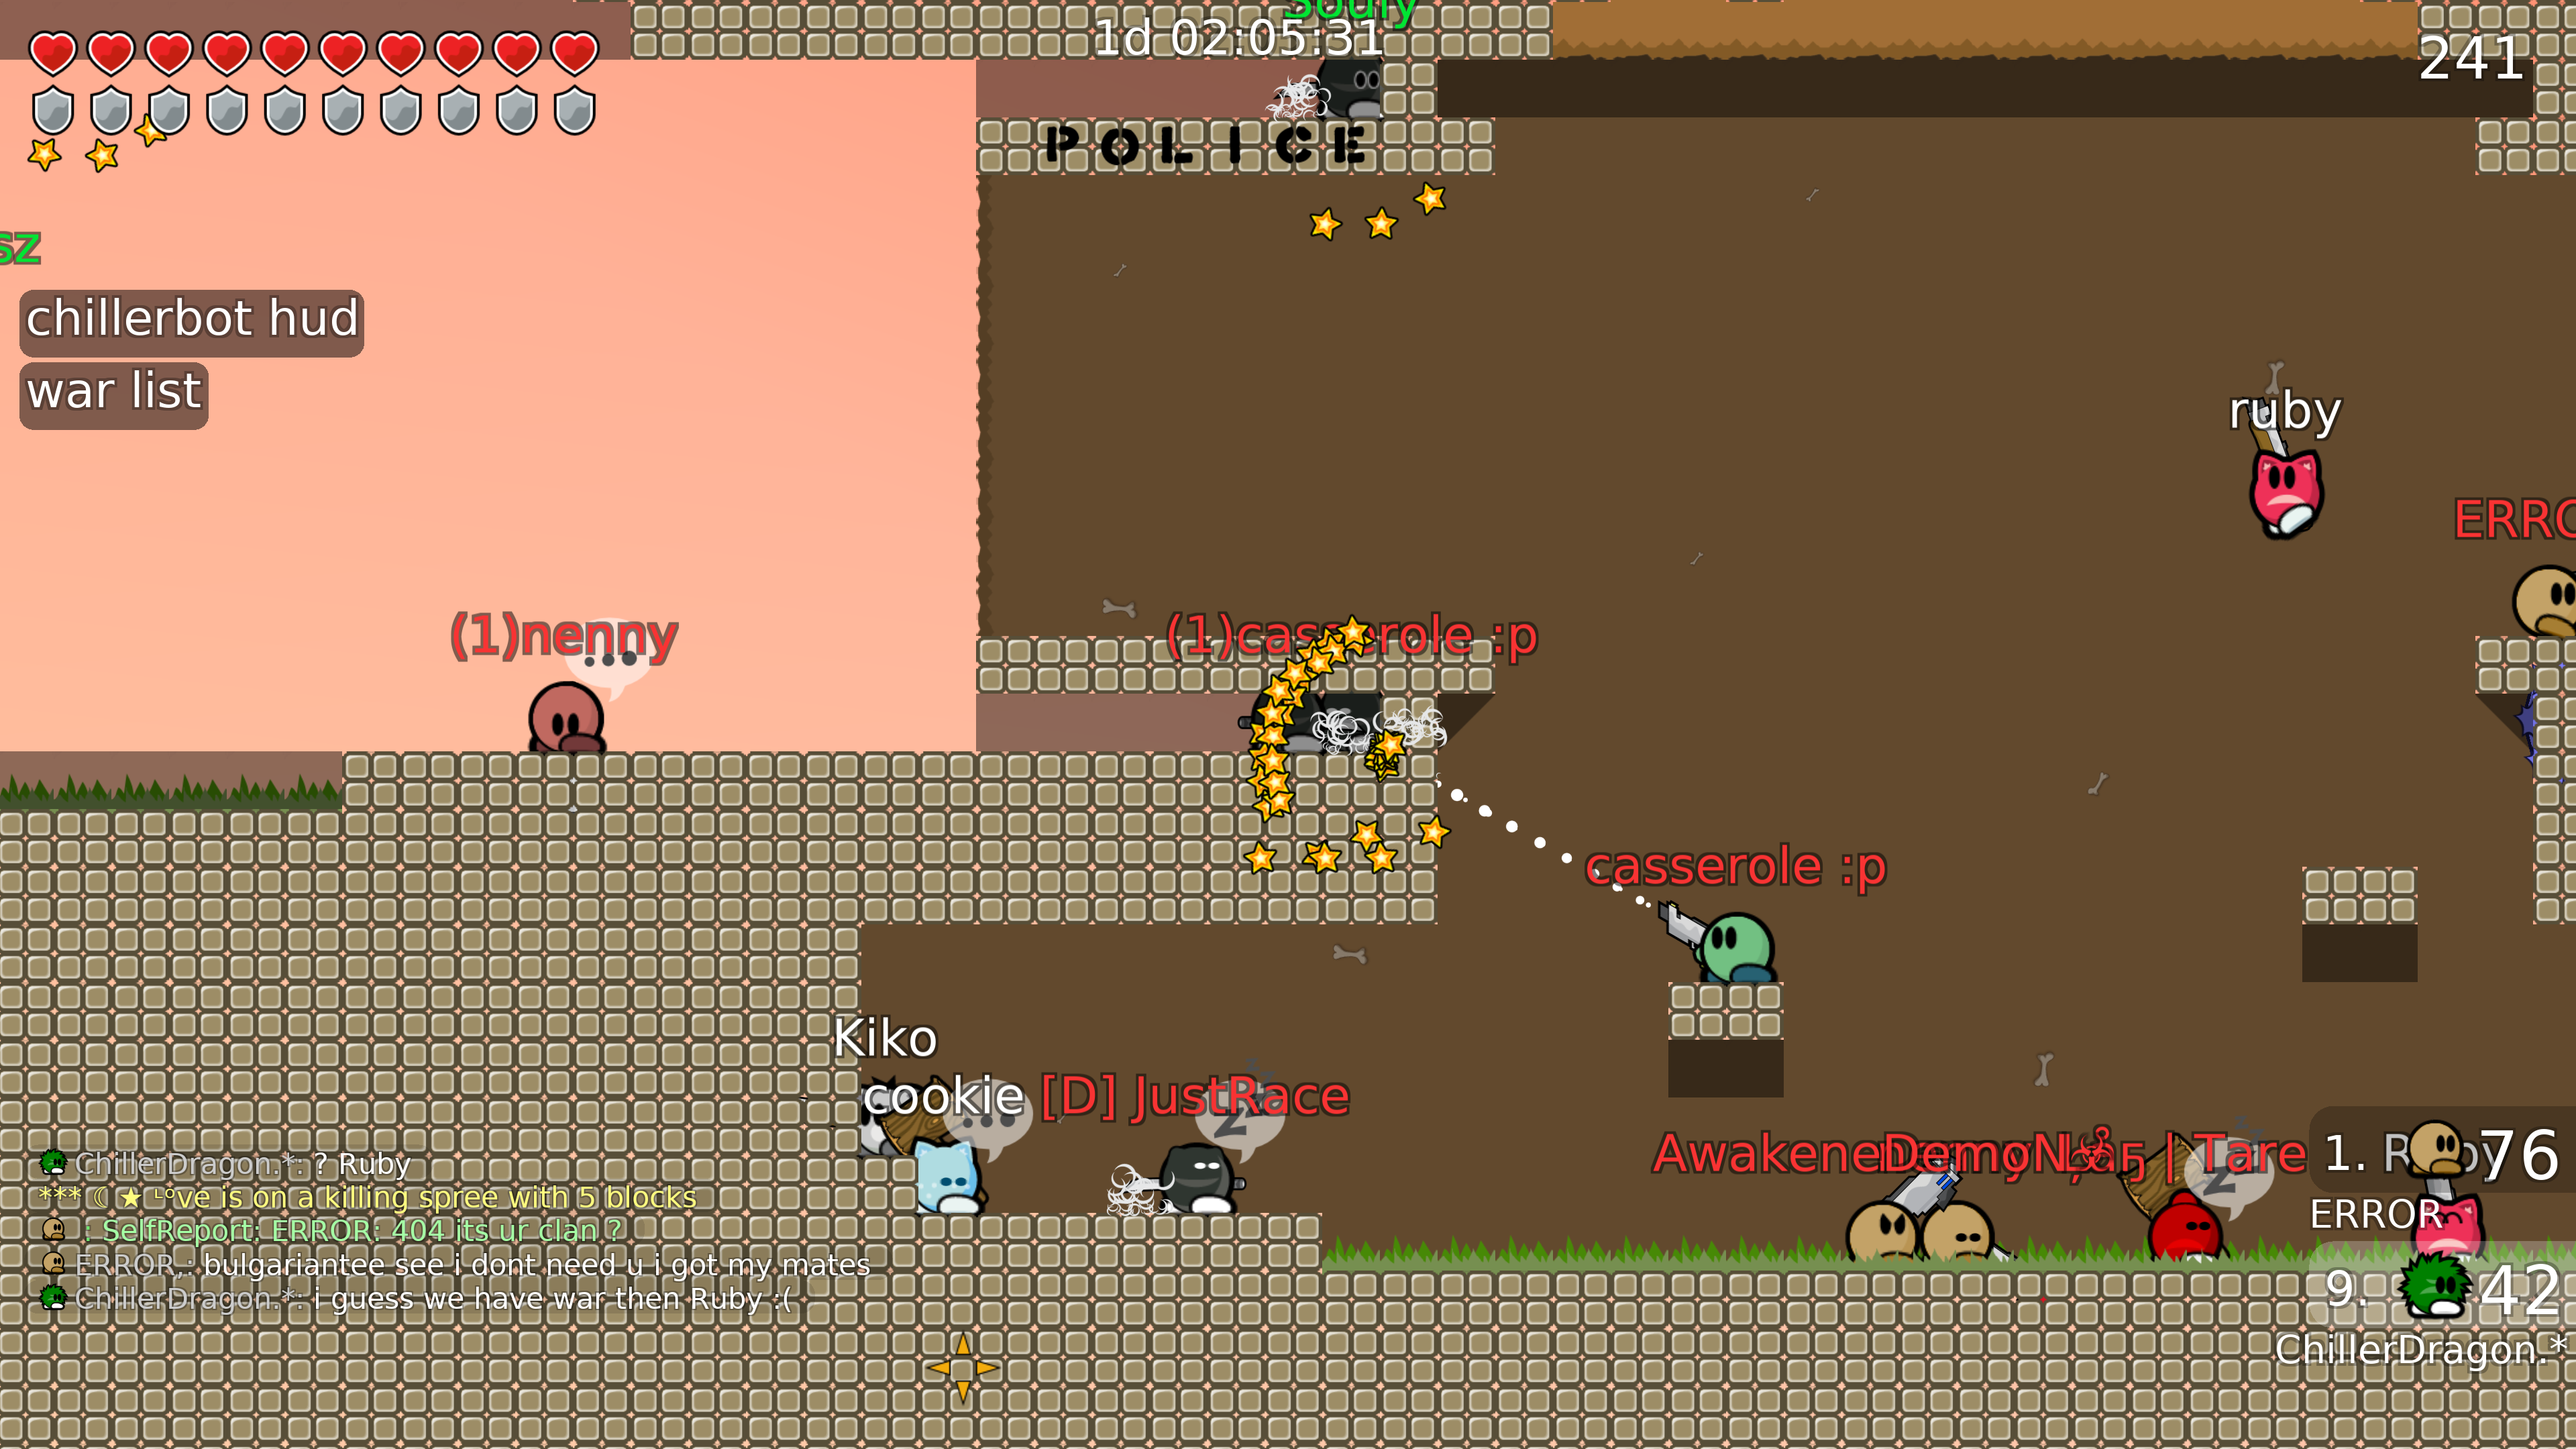 1d 02:05:31
Souly
241
POLICE
sz
chillerbot hud
war list
ruby
ERRO
(1)nenny
(1)casserole :p
casserole :p
Kiko
cookie
[D] JustRace
Tare
1. Ruby 76
ERROR
9. 42
ChillerDragon.*
ChillerDragon.*: ? Ruby
*** ☾ ★ ᴸᵒve is on a killing spree with 5 blocks
: SelfReport: ERROR: 404 its ur clan ?
ERROR,: bulgariantee see i dont need u i got my mates
ChillerDragon.*: i guess we have war then Ruby :(